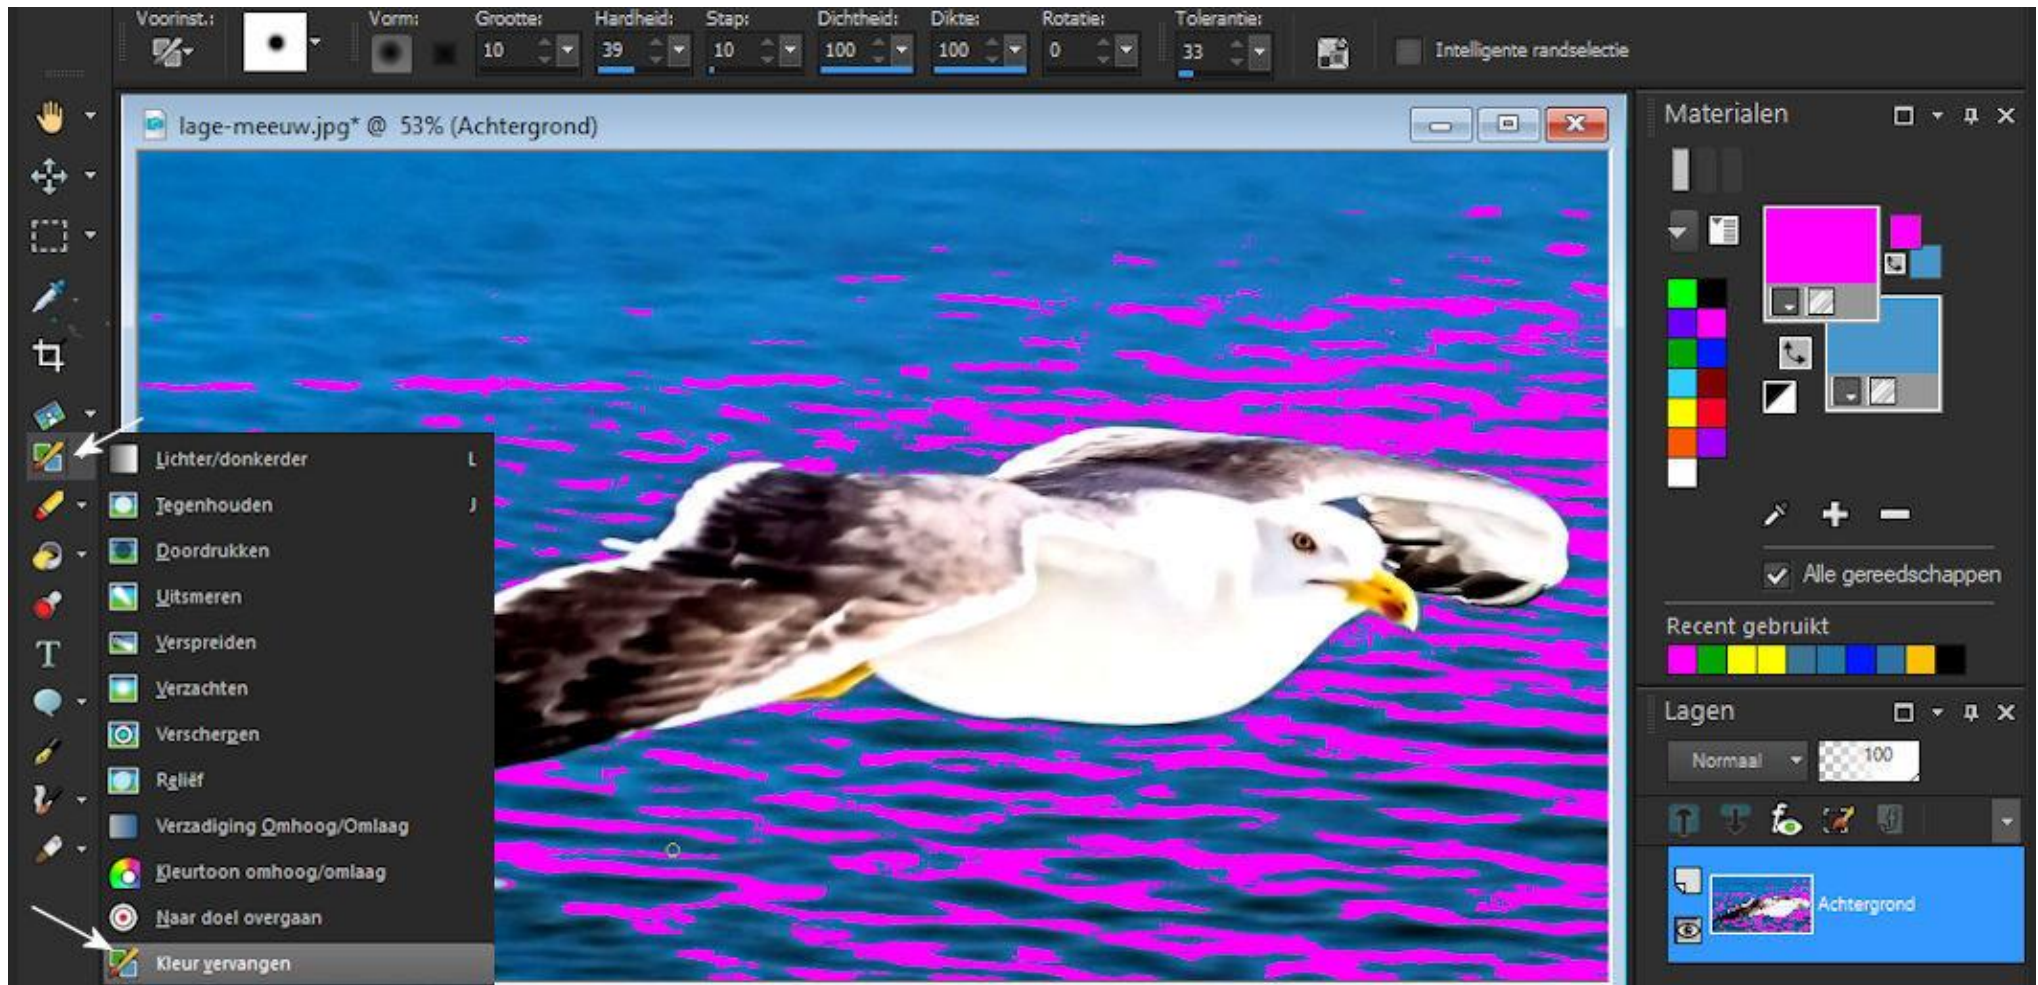 Voorinst.: Vorm: Grootte: Hardheid: Stap: Dichtheid: Dikte: Rotatie: Tolerantie:
10 39 10 100 100 0 33 Intelligente randselectie
lage-meeuw.jpg* @ 53% (Achtergrond)
Lichter/donkerder L
Tegenhouden J
Doordrukken
Uitsmeren
Verspreiden
Verzachten
Verscherpen
Reliëf
Verzadiging Omhoog/Omlaag
Kleurtoon omhoog/omlaag
Naar doel overgaan
Kleur vervangen
Materialen
Alle gereedschappen
Recent gebruikt
Lagen
Normaal 100
Achtergrond